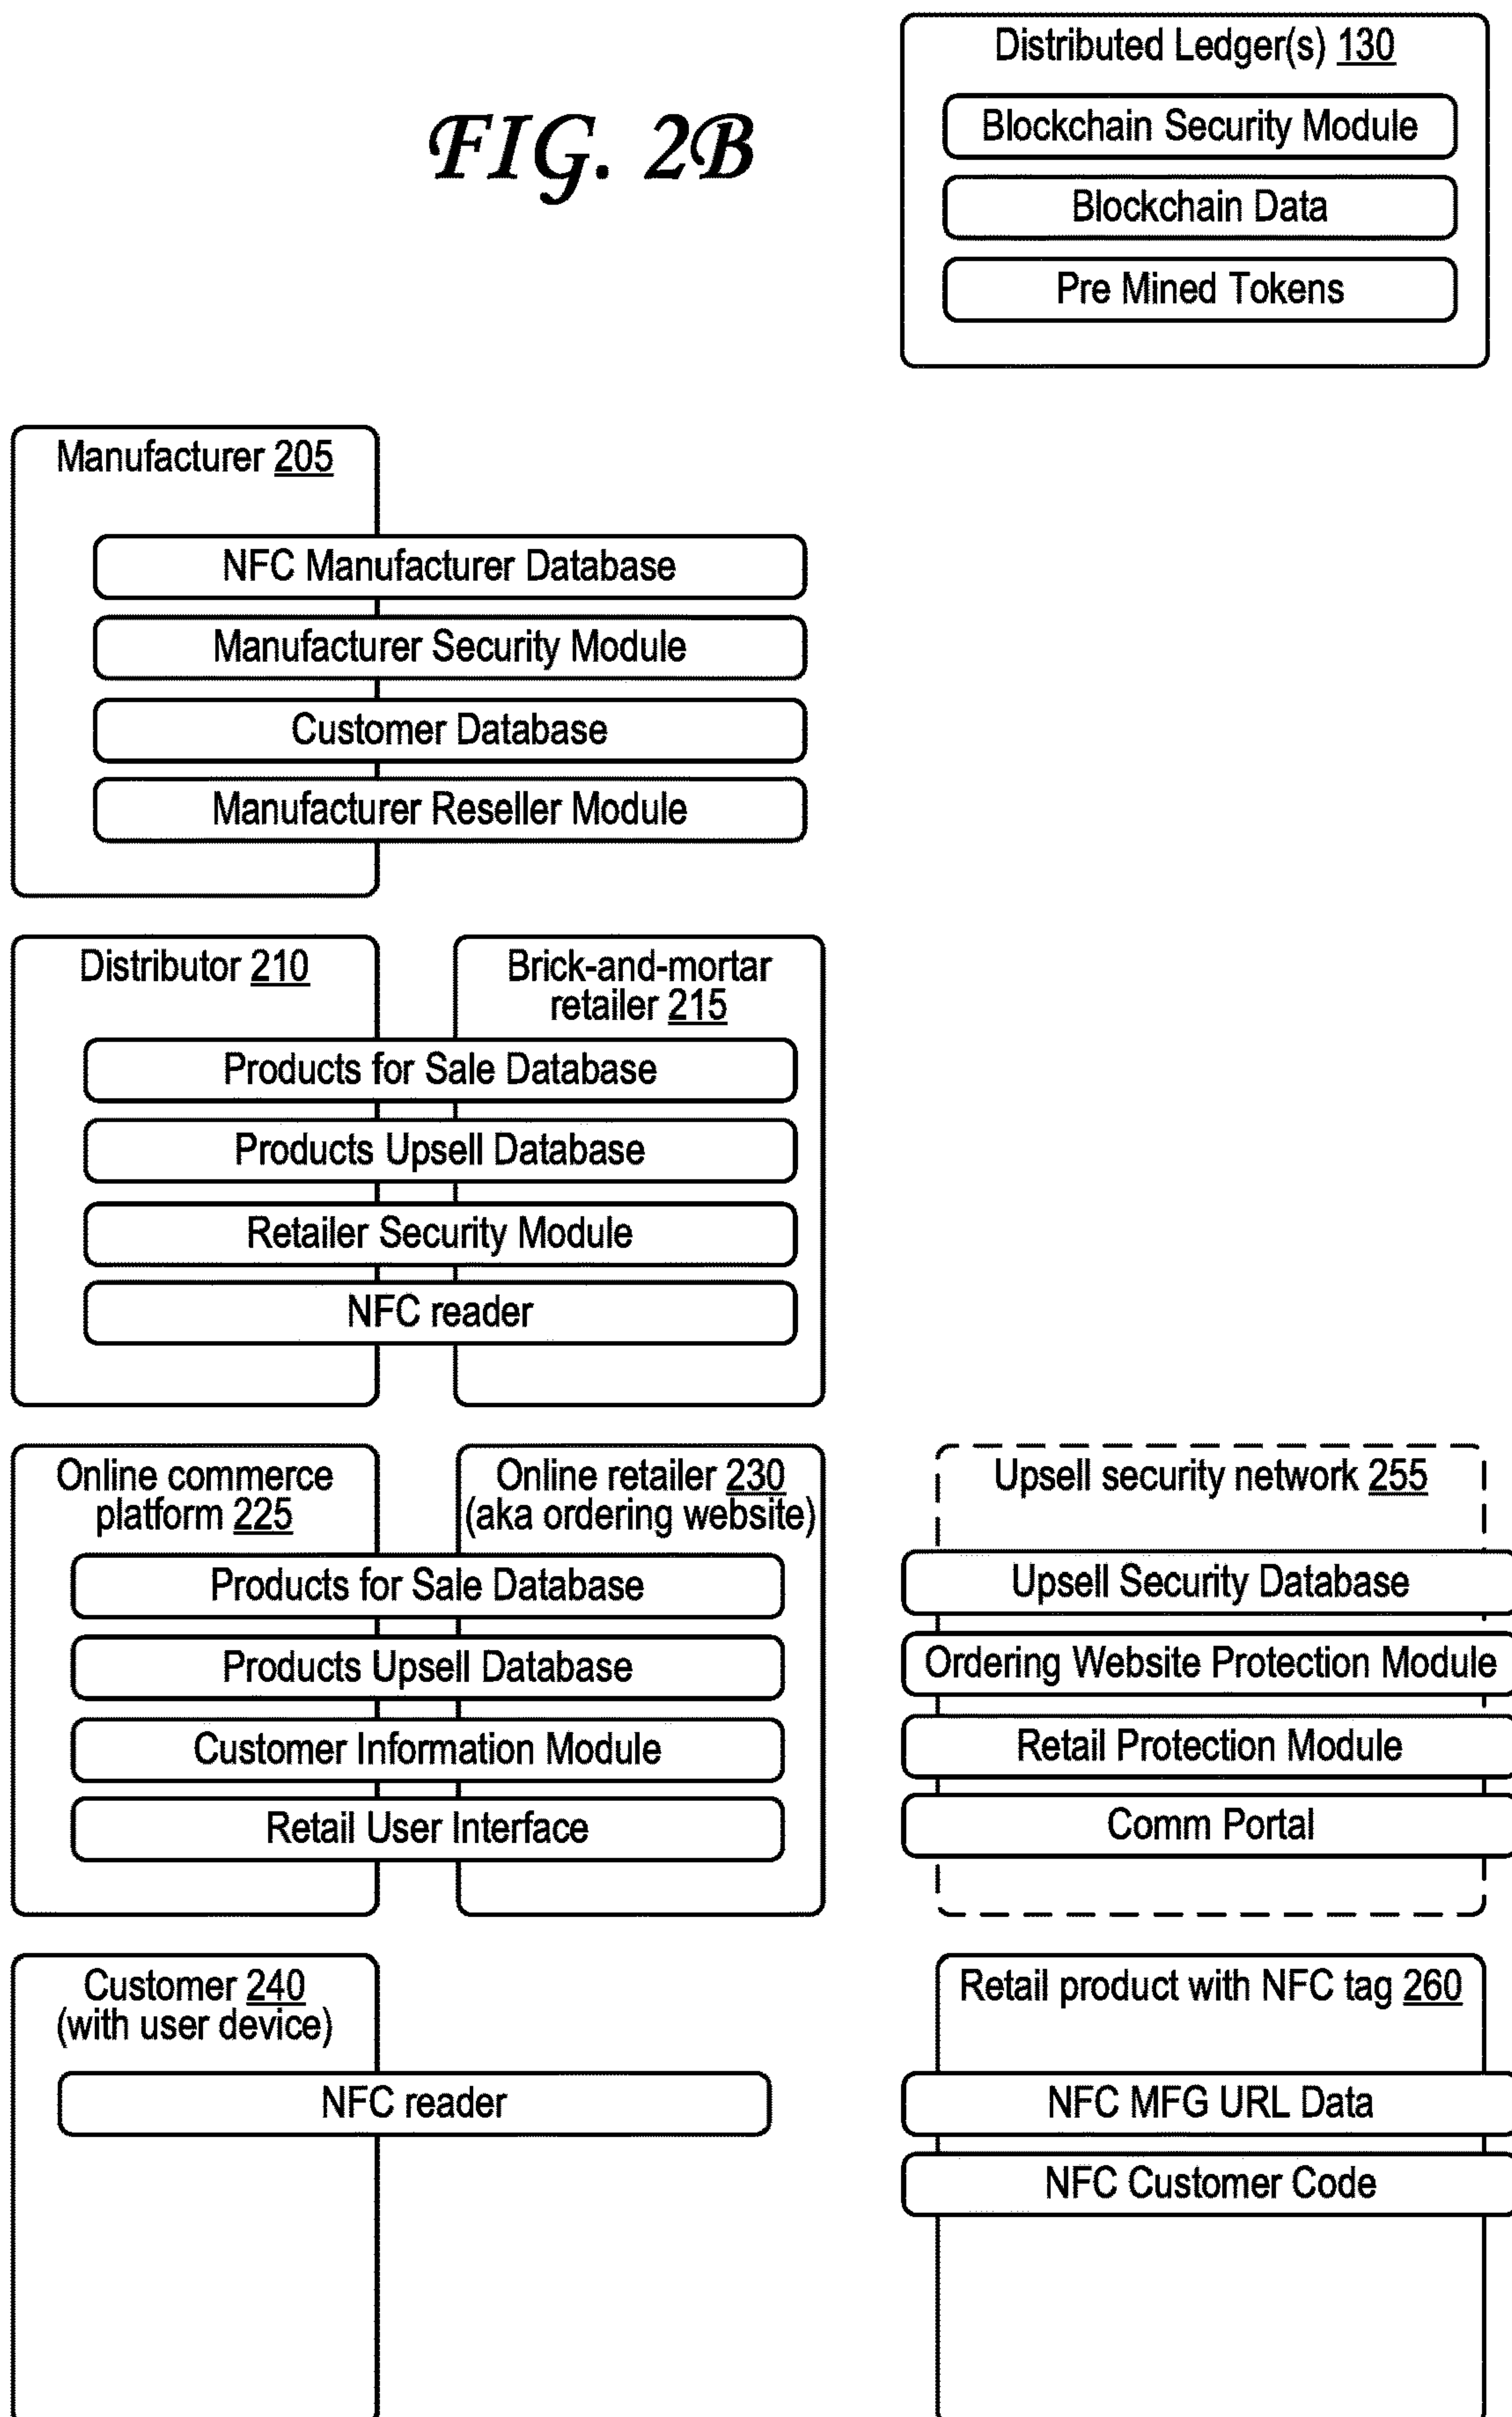 FIG. 2B
Distributed Ledger(s) 130
Blockchain Security Module
Blockchain Data
Pre Mined Tokens
Manufacturer 205
NFC Manufacturer Database
Manufacturer Security Module
Customer Database
Manufacturer Reseller Module
Distributor 210
Brick-and-mortar
retailer 215
Products for Sale Database
Products Upsell Database
Retailer Security Module
NFC reader
Online commerce
platform 225
Online retailer 230
(aka ordering website)
Products for Sale Database
Products Upsell Database
Customer Information Module
Retail User Interface
Upsell security network 255
Upsell Security Database
Ordering Website Protection Module
Retail Protection Module
Comm Portal
Customer 240
(with user device)
NFC reader
Retail product with NFC tag 260
NFC MFG URL Data
NFC Customer Code